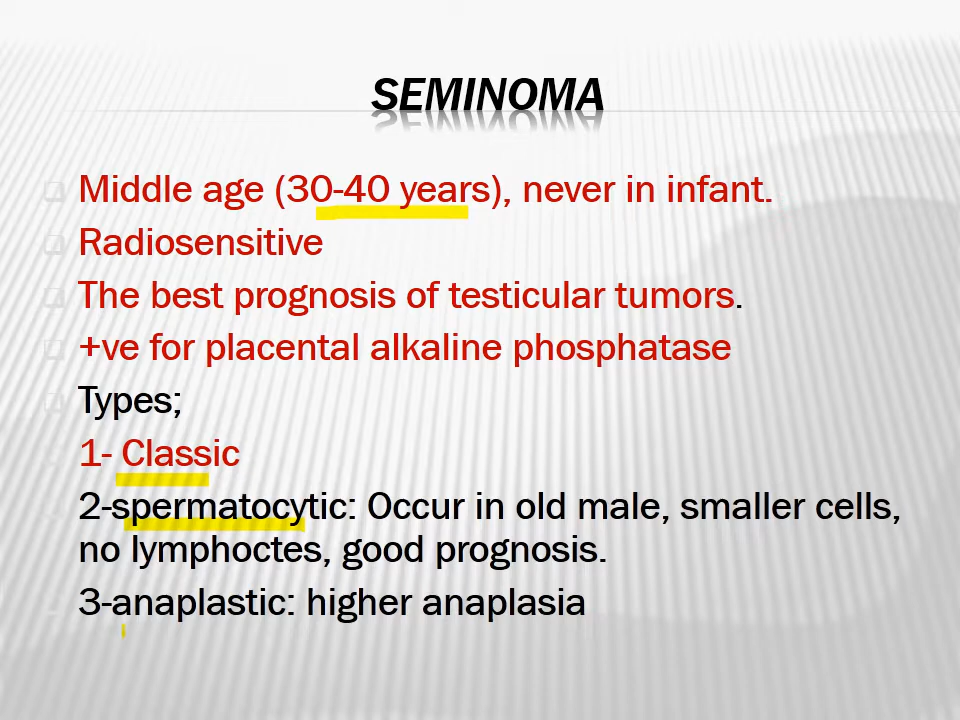 SEMINOMA
Middle age (30-40 years), never in infant.
Radiosensitive
The best prognosis of testicular tumors.
+ve for placental alkaline phosphatase
Types;
1- Classic
2-spermatocytic: Occur in old male, smaller cells,
no lymphoctes, good prognosis.
3-anaplastic: higher anaplasia